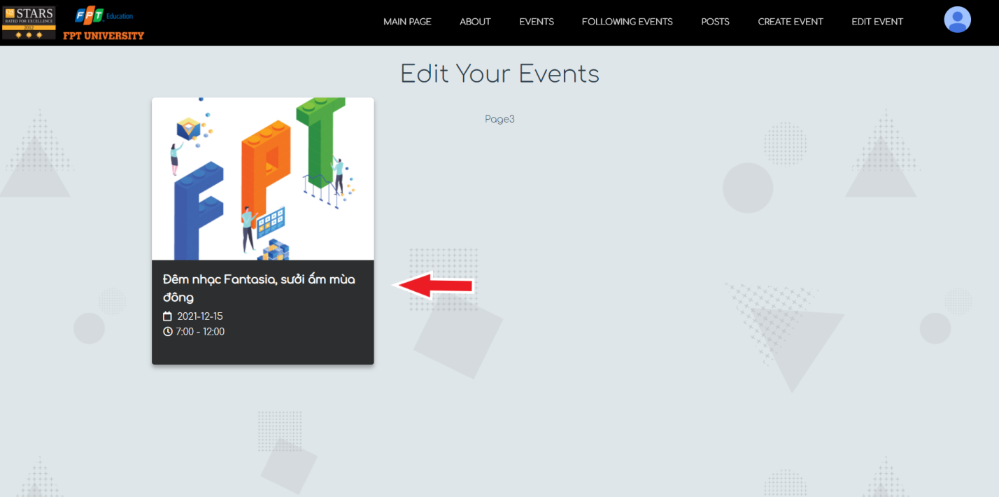 QS STARS
RATED FOR EXCELLENCE
2012
FPT Education
FPT UNIVERSITY
MAIN PAGE ABOUT EVENTS FOLLOWING EVENTS POSTS CREATE EVENT EDIT EVENT
Edit Your Events
Page3
FPT
Đêm nhạc Fantasia, sưởi ấm mùa
đông
2021-12-15
7:00 - 12:00